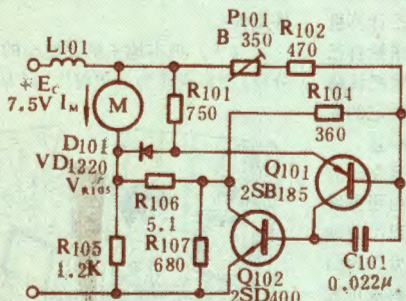 L101
P101
B 350
R102
470
+Ec
7.5V
IM
M
R101
750
R104
360
D101
VD1220
VR105
Q101
2SB185
R106
5.1
R105
1.2K
R107
680
C101
0.022μ
Q102
2SD400